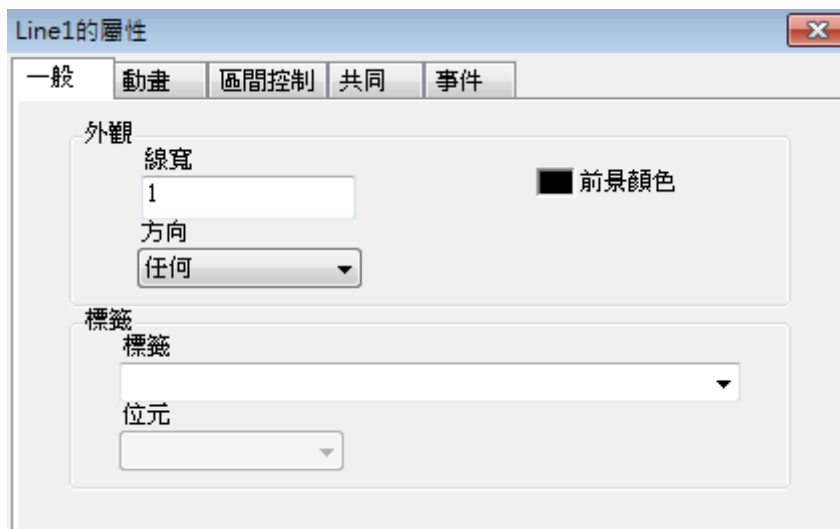 Line1的屬性
一般 動畫 區間控制 共同 事件
外觀
線寬
1
前景顏色
方向
任何
標籤
標籤
位元